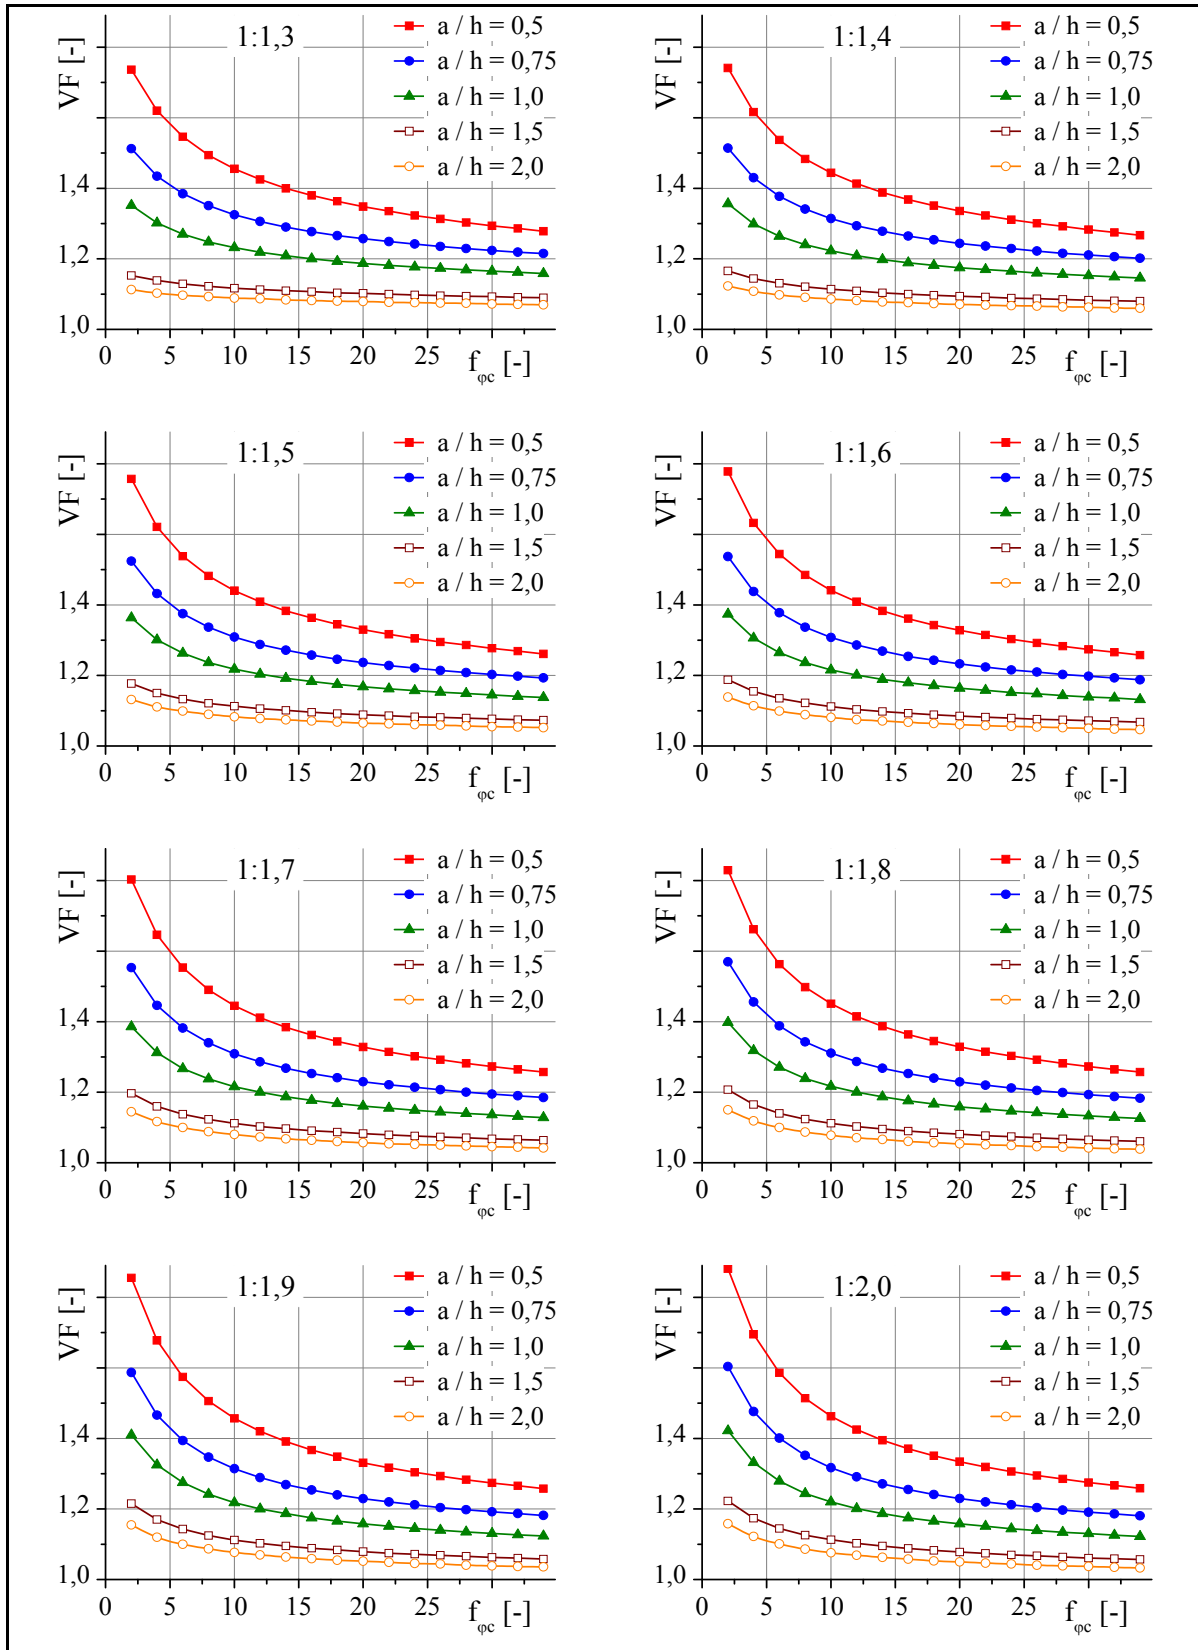 1:1,3
VF [-]
a / h = 0,5
a / h = 0,75
a / h = 1,0
a / h = 1,5
a / h = 2,0
1,4
1,2
1,0
0 5 10 15 20 25
f_φc [-]
1:1,4
VF [-]
a / h = 0,5
a / h = 0,75
a / h = 1,0
a / h = 1,5
a / h = 2,0
1,4
1,2
1,0
0 5 10 15 20 25
f_φc [-]
1:1,5
VF [-]
a / h = 0,5
a / h = 0,75
a / h = 1,0
a / h = 1,5
a / h = 2,0
1,4
1,2
1,0
0 5 10 15 20 25
f_φc [-]
1:1,6
VF [-]
a / h = 0,5
a / h = 0,75
a / h = 1,0
a / h = 1,5
a / h = 2,0
1,4
1,2
1,0
0 5 10 15 20 25
f_φc [-]
1:1,7
VF [-]
a / h = 0,5
a / h = 0,75
a / h = 1,0
a / h = 1,5
a / h = 2,0
1,4
1,2
1,0
0 5 10 15 20 25
f_φc [-]
1:1,8
VF [-]
a / h = 0,5
a / h = 0,75
a / h = 1,0
a / h = 1,5
a / h = 2,0
1,4
1,2
1,0
0 5 10 15 20 25
f_φc [-]
1:1,9
VF [-]
a / h = 0,5
a / h = 0,75
a / h = 1,0
a / h = 1,5
a / h = 2,0
1,4
1,2
1,0
0 5 10 15 20 25
f_φc [-]
1:2,0
VF [-]
a / h = 0,5
a / h = 0,75
a / h = 1,0
a / h = 1,5
a / h = 2,0
1,4
1,2
1,0
0 5 10 15 20 25
f_φc [-]